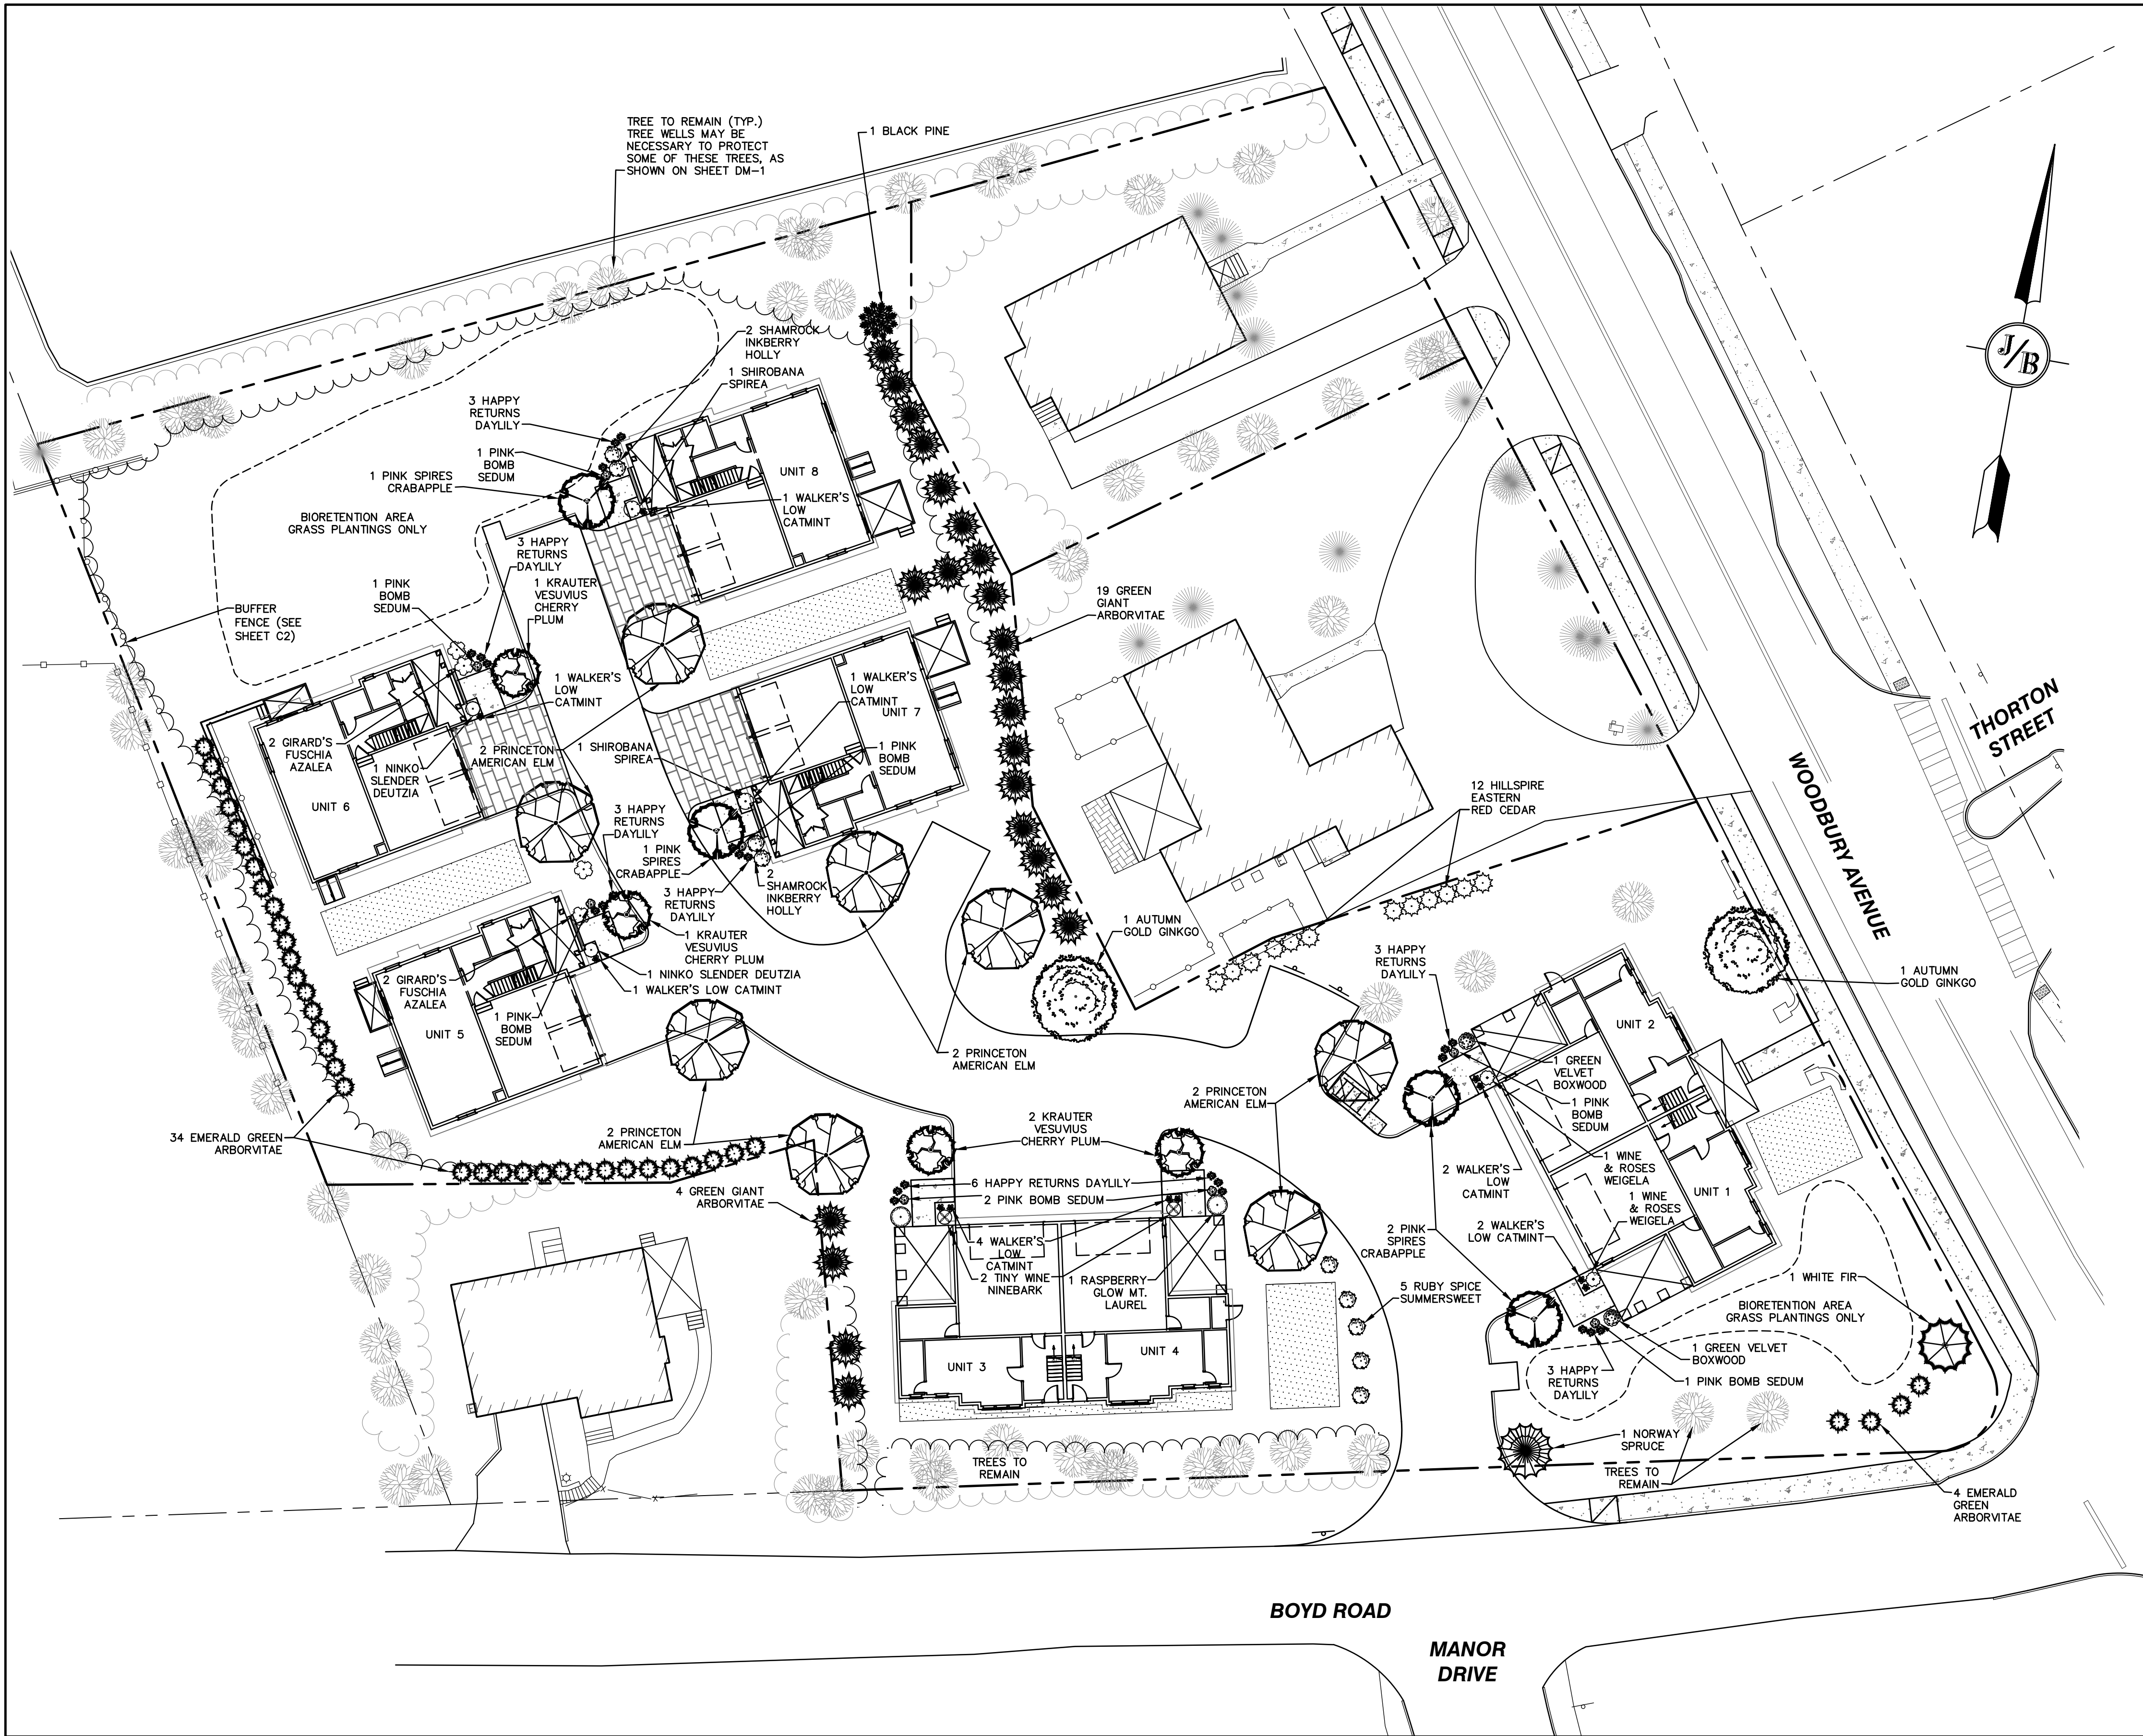 TREE TO REMAIN (TYP.)
TREE WELLS MAY BE
NECESSARY TO PROTECT
SOME OF THESE TREES, AS
SHOWN ON SHEET DM-1
1 BLACK PINE
J/B
2 SHAMROCK
INKBERRY
HOLLY
1 SHIROBANA
SPIREA
3 HAPPY
RETURNS
DAYLILY
1 PINK
BOMB
SEDUM
1 PINK SPIRES
CRABAPPLE
UNIT 8
1 WALKER'S
LOW
CATMINT
BIORETENTION AREA
GRASS PLANTINGS ONLY
3 HAPPY
RETURNS
DAYLILY
1 PINK
BOMB
SEDUM
1 KRAUTER
VESUVIUS
CHERRY
PLUM
BUFFER
FENCE (SEE
SHEET C2)
19 GREEN
GIANT
ARBORVITAE
1 WALKER'S
LOW
CATMINT
1 WALKER'S
LOW
CATMINT
UNIT 7
2 GIRARD'S
FUSCHIA
AZALEA
1 NINKO
SLENDER
DEUTZIA
2 PRINCETON
AMERICAN ELM
1 SHIROBANA
SPIREA
1 PINK
BOMB
SEDUM
UNIT 6
THORTON
STREET
WOODBURY AVENUE
12 HILLSPIRE
EASTERN
RED CEDAR
3 HAPPY
RETURNS
DAYLILY
1 PINK
SPIRES
CRABAPPLE
3 HAPPY
RETURNS
DAYLILY
2
SHAMROCK
INKBERRY
HOLLY
1 AUTUMN
GOLD GINKGO
1 KRAUTER
VESUVIUS
CHERRY PLUM
1 NINKO SLENDER DEUTZIA
1 WALKER'S LOW CATMINT
2 GIRARD'S
FUSCHIA
AZALEA
1 PINK
BOMB
SEDUM
UNIT 5
3 HAPPY
RETURNS
DAYLILY
1 AUTUMN
GOLD GINKGO
UNIT 2
2 PRINCETON
AMERICAN ELM
1 GREEN
VELVET
BOXWOOD
1 PINK
BOMB
SEDUM
2 PRINCETON
AMERICAN ELM
34 EMERALD GREEN
ARBORVITAE
2 PRINCETON
AMERICAN ELM
2 KRAUTER
VESUVIUS
CHERRY PLUM
2 WALKER'S
LOW
CATMINT
1 WINE
& ROSES
WEIGELA
1 WINE
& ROSES
WEIGELA
UNIT 1
4 GREEN GIANT
ARBORVITAE
6 HAPPY RETURNS DAYLILY
2 PINK BOMB SEDUM
2 PINK
SPIRES
CRABAPPLE
2 WALKER'S
LOW CATMINT
4 WALKER'S
LOW
CATMINT
2 TINY WINE
NINEBARK
1 RASPBERRY
GLOW MT.
LAUREL
5 RUBY SPICE
SUMMERSWEET
1 WHITE FIR
BIORETENTION AREA
GRASS PLANTINGS ONLY
UNIT 3
UNIT 4
1 GREEN VELVET
BOXWOOD
3 HAPPY
RETURNS
DAYLILY
1 PINK BOMB SEDUM
1 NORWAY
SPRUCE
TREES TO
REMAIN
TREES TO
REMAIN
4 EMERALD
GREEN
ARBORVITAE
BOYD ROAD
MANOR
DRIVE